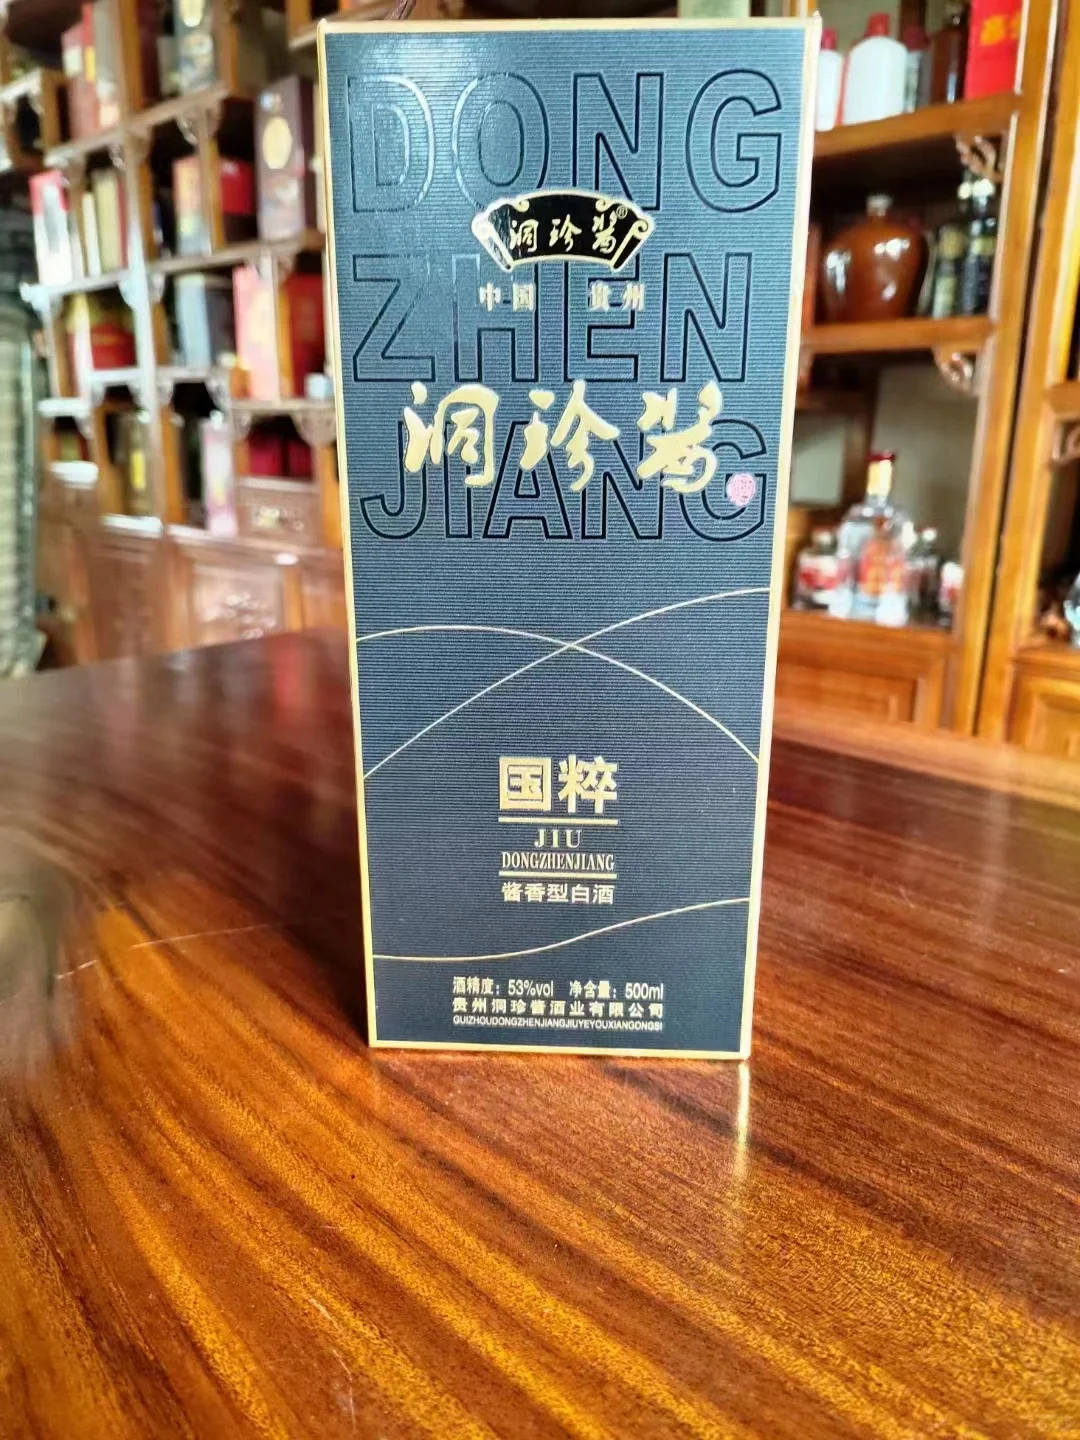 DONG
洞珍酱®
ZHEN
中国 贵州
洞珍酱
JIANG
国粹
JIU
DONGZHENJIANG
酱香型白酒
酒精度：53%vol 净含量：500ml
贵州洞珍酱酒业有限公司
GUIZHOUDONGZHENJIANGJIUYEYOUXIANGONGSI